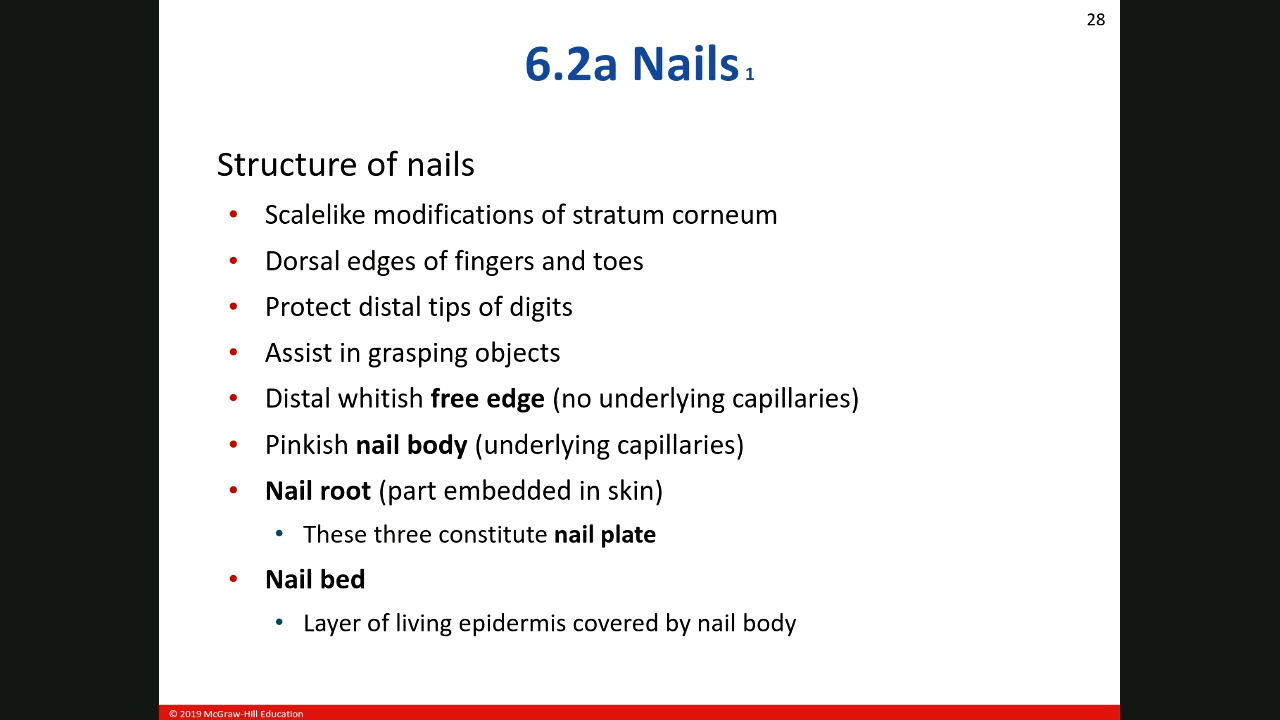 28
6.2a Nails 1
Structure of nails
• Scalelike modifications of stratum corneum
• Dorsal edges of fingers and toes
• Protect distal tips of digits
• Assist in grasping objects
• Distal whitish free edge (no underlying capillaries)
• Pinkish nail body (underlying capillaries)
• Nail root (part embedded in skin)
• These three constitute nail plate
• Nail bed
• Layer of living epidermis covered by nail body
© 2019 McGraw-Hill Education